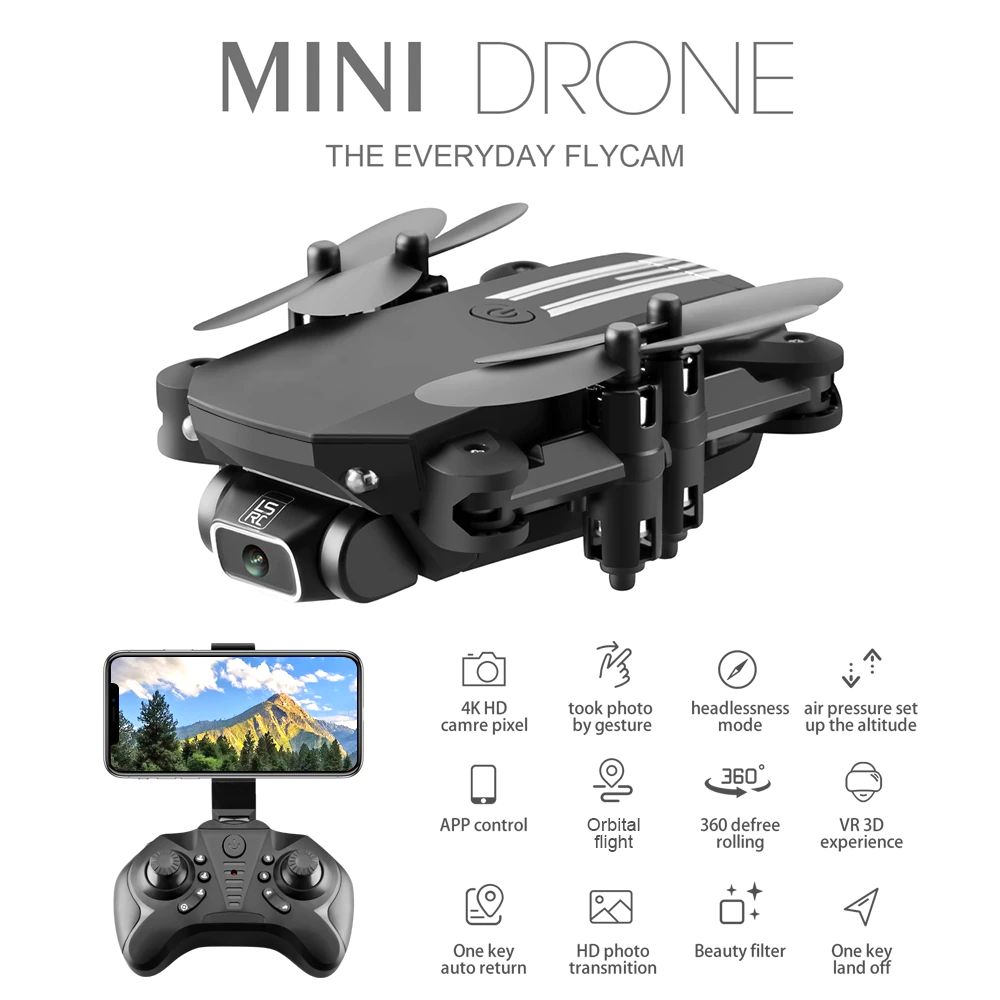 MINI DRONE
THE EVERYDAY FLYCAM
LS
RC
4K HD
camre pixel
took photo
by gesture
headlessness
mode
air pressure set
up the altitude
APP control
Orbital
flight
360°
360 defree
rolling
VR 3D
experience
One key
auto return
HD photo
transmition
Beauty filter
One key
land off